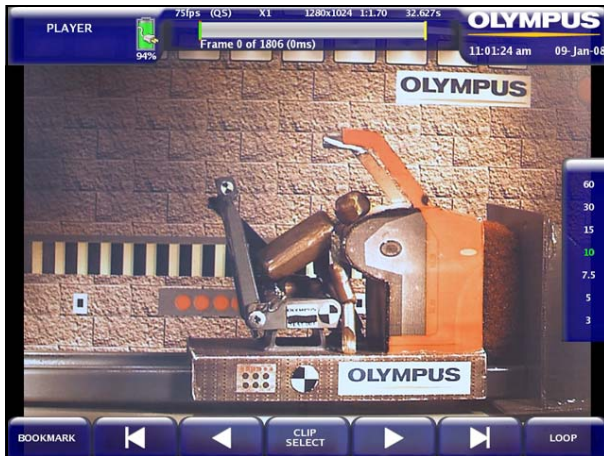 PLAYER
94%
75fps (QS) X1 1280x1024 1:1.70 32.627s
Frame 0 of 1806 (0ms)
OLYMPUS
11:01:24 am 09-Jan-08
OLYMPUS
60
30
15
10
7.5
5
3
OLYMPUS
BOOKMARK
CLIP
SELECT
LOOP